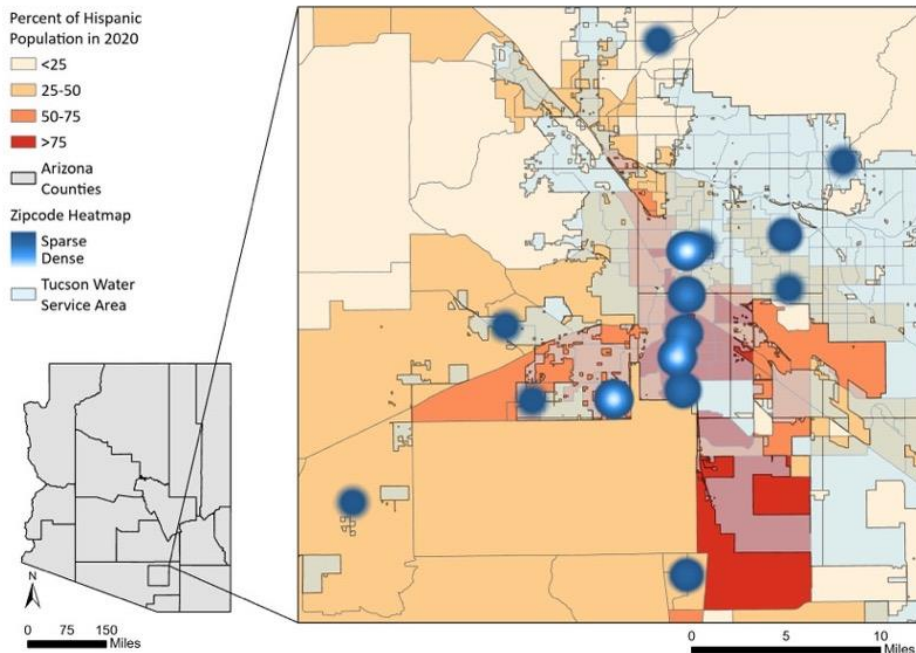 Percent of Hispanic
Population in 2020
<25
25-50
50-75
>75
Arizona
Counties
Zipcode Heatmap
Sparse
Dense
Tucson Water
Service Area
N
0 75 150
Miles
0 5 10
Miles